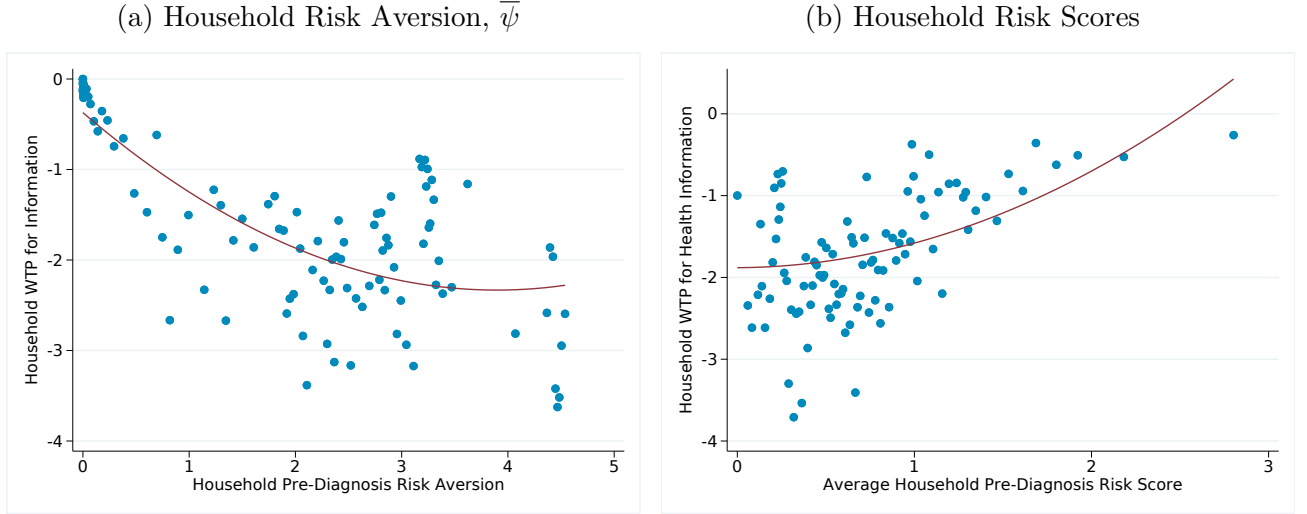 (a) Household Risk Aversion, ψ̅
(b) Household Risk Scores
Household WTP for Information
0
-1
-2
-3
-4
0 1 2 3 4 5
Household Pre-Diagnosis Risk Aversion
Household WTP for Health Information
0
-1
-2
-3
-4
0 1 2 3
Average Household Pre-Diagnosis Risk Score